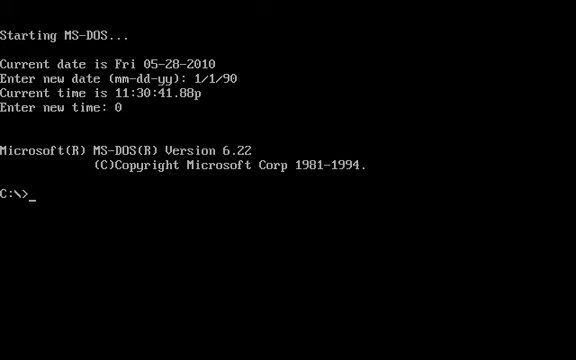 Starting MS-DOS...
Current date is Fri 05-28-2010
Enter new date (mm-dd-yy): 1/1/90
Current time is 11:30:41.88p
Enter new time: 0
Microsoft(R) MS-DOS(R) Version 6.22
(C)Copyright Microsoft Corp 1981-1994.
C:\>_